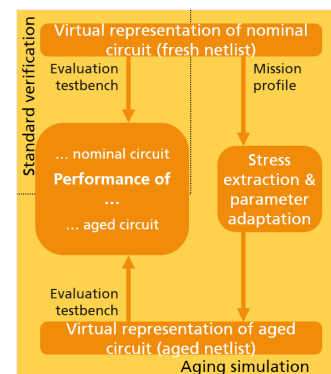 Virtual representation of nominal
circuit (fresh netlist)
Standard verification
Evaluation
testbench
Mission
profile
... nominal circuit
Performance of
...
... aged circuit
Stress
extraction &
parameter
adaptation
Evaluation
testbench
Virtual representation of aged
circuit (aged netlist)
Aging simulation